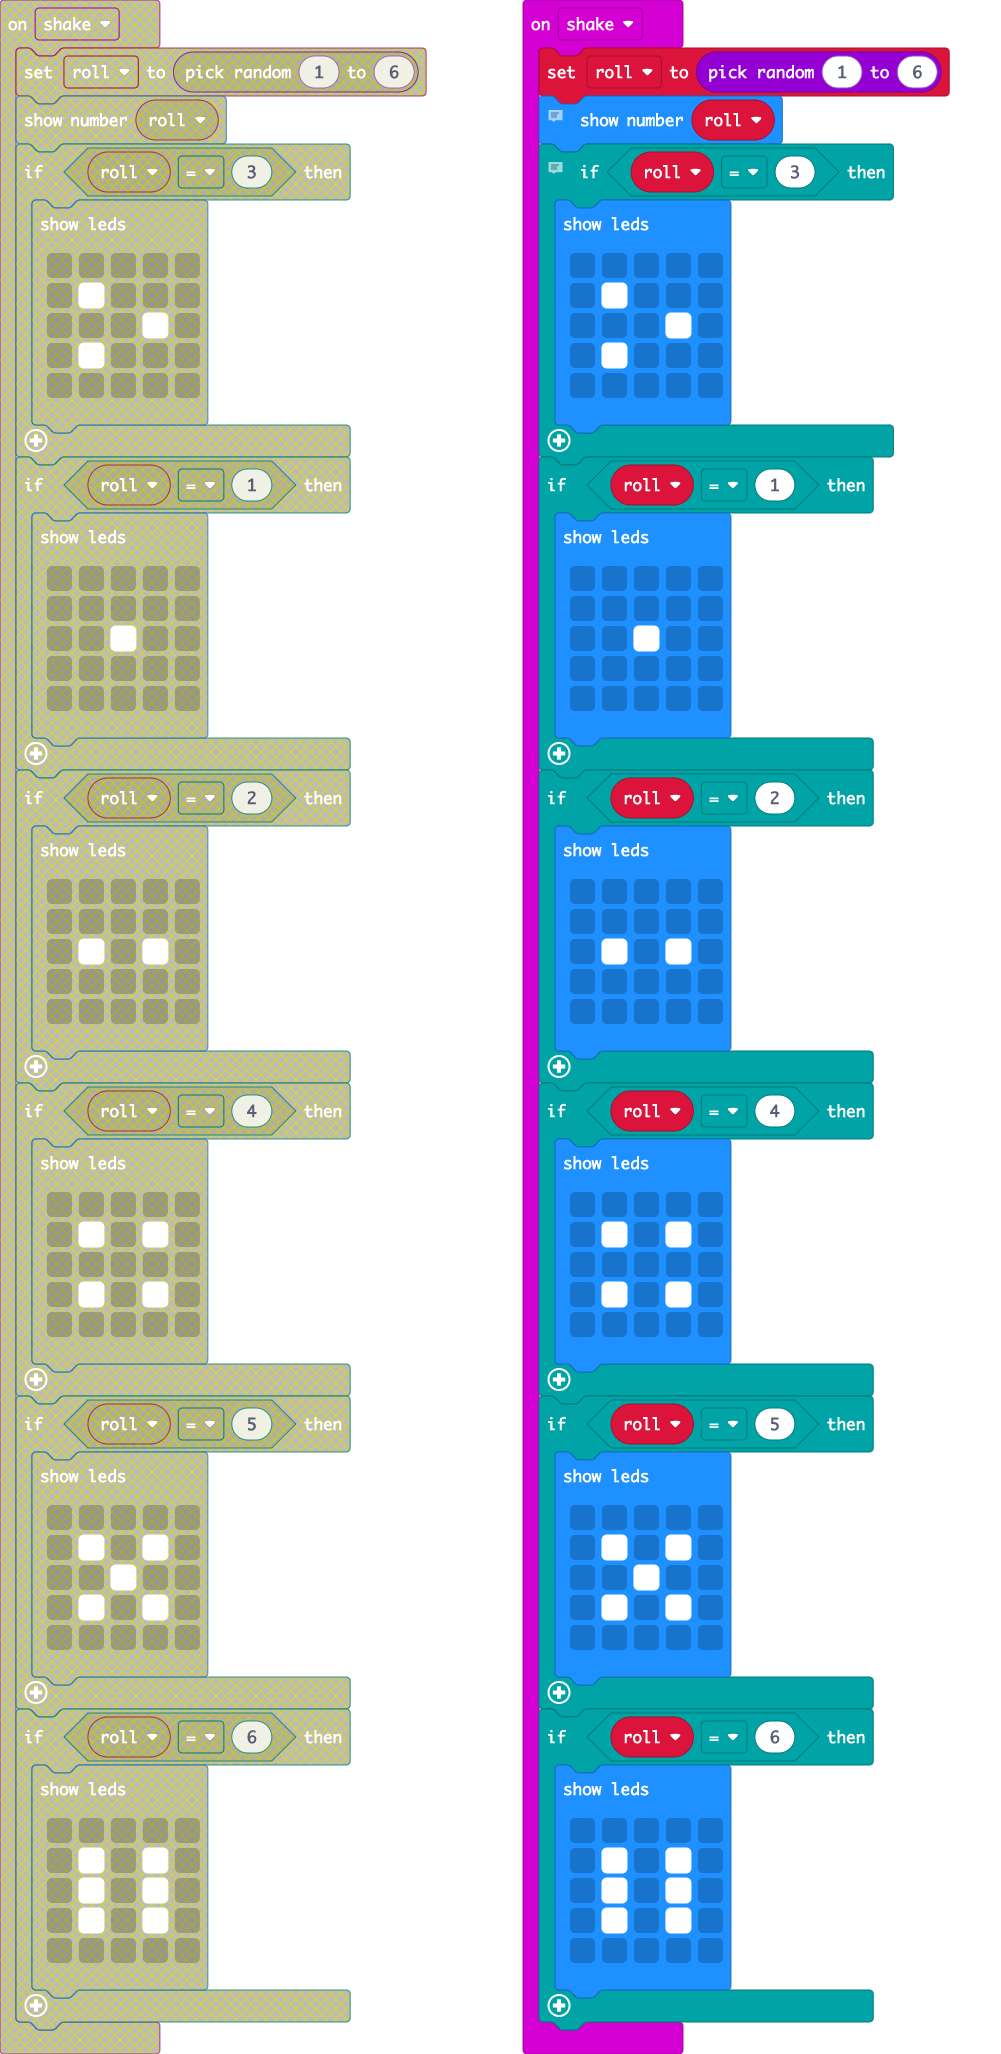 on shake
set roll to pick random 1 to 6
show number roll
if roll = 3 then
show leds
if roll = 1 then
show leds
if roll = 2 then
show leds
if roll = 4 then
show leds
if roll = 5 then
show leds
if roll = 6 then
show leds
on shake
set roll to pick random 1 to 6
show number roll
if roll = 3 then
show leds
if roll = 1 then
show leds
if roll = 2 then
show leds
if roll = 4 then
show leds
if roll = 5 then
show leds
if roll = 6 then
show leds